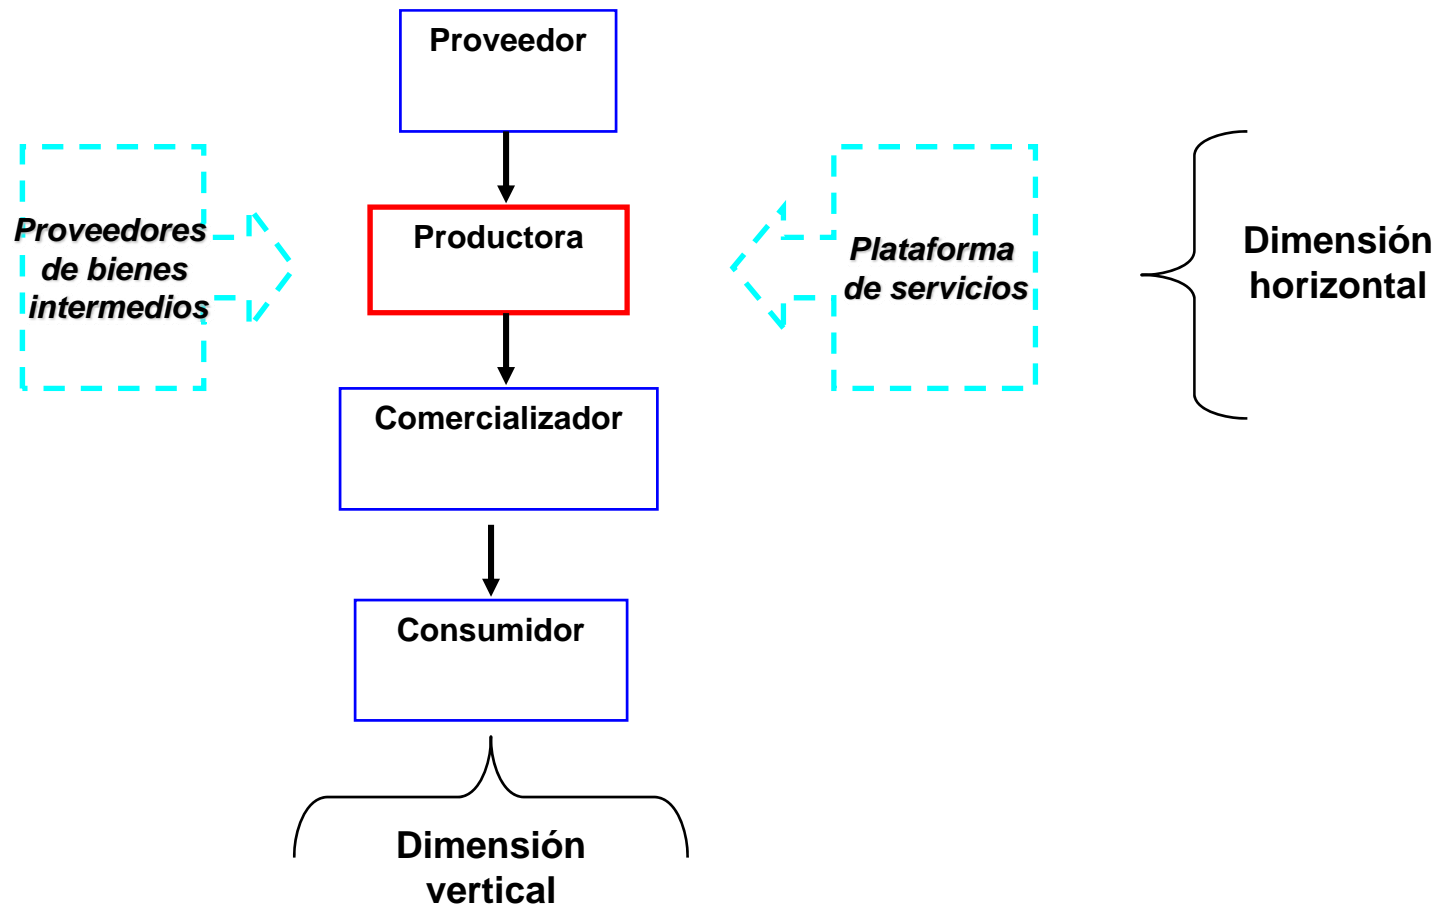 Proveedor
Proveedores
de bienes
intermedios
Productora
Plataforma
de servicios
Dimensión
horizontal
Comercializador
Consumidor
Dimensión
vertical